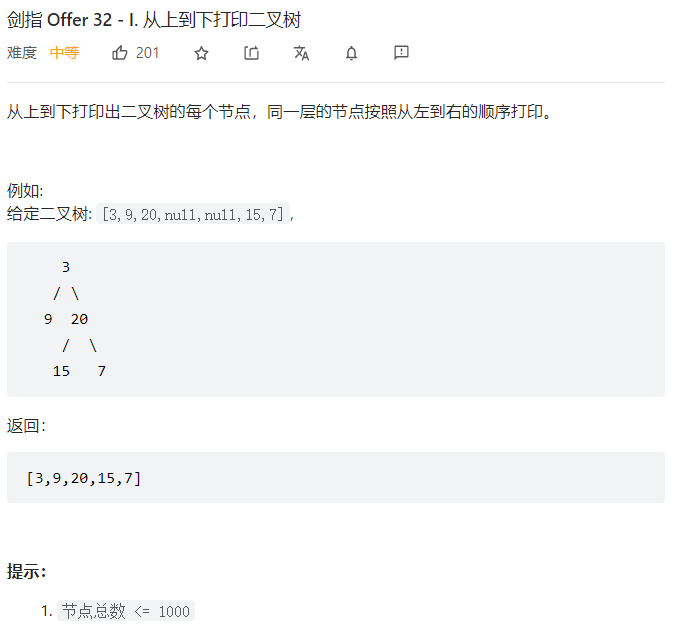 剑指 Offer 32 - I. 从上到下打印二叉树
难度 中等 201
从上到下打印出二叉树的每个节点，同一层的节点按照从左到右的顺序打印。
例如:
给定二叉树: [3,9,20,null,null,15,7],
3
/ \
9 20
/ \
15 7
返回：
[3,9,20,15,7]
提示：
1. 节点总数 <= 1000